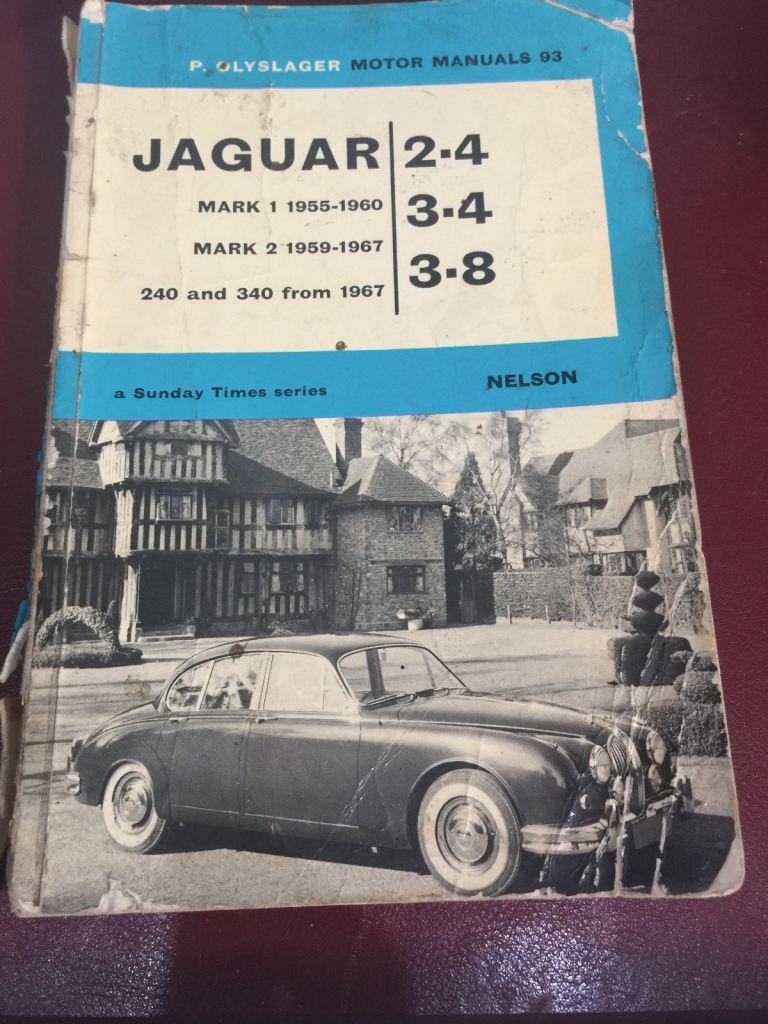 P. OLYSLAGER MOTOR MANUALS 93
JAGUAR 2·4
MARK 1 1955-1960 3·4
MARK 2 1959-1967
240 and 340 from 1967 3·8
a Sunday Times series NELSON